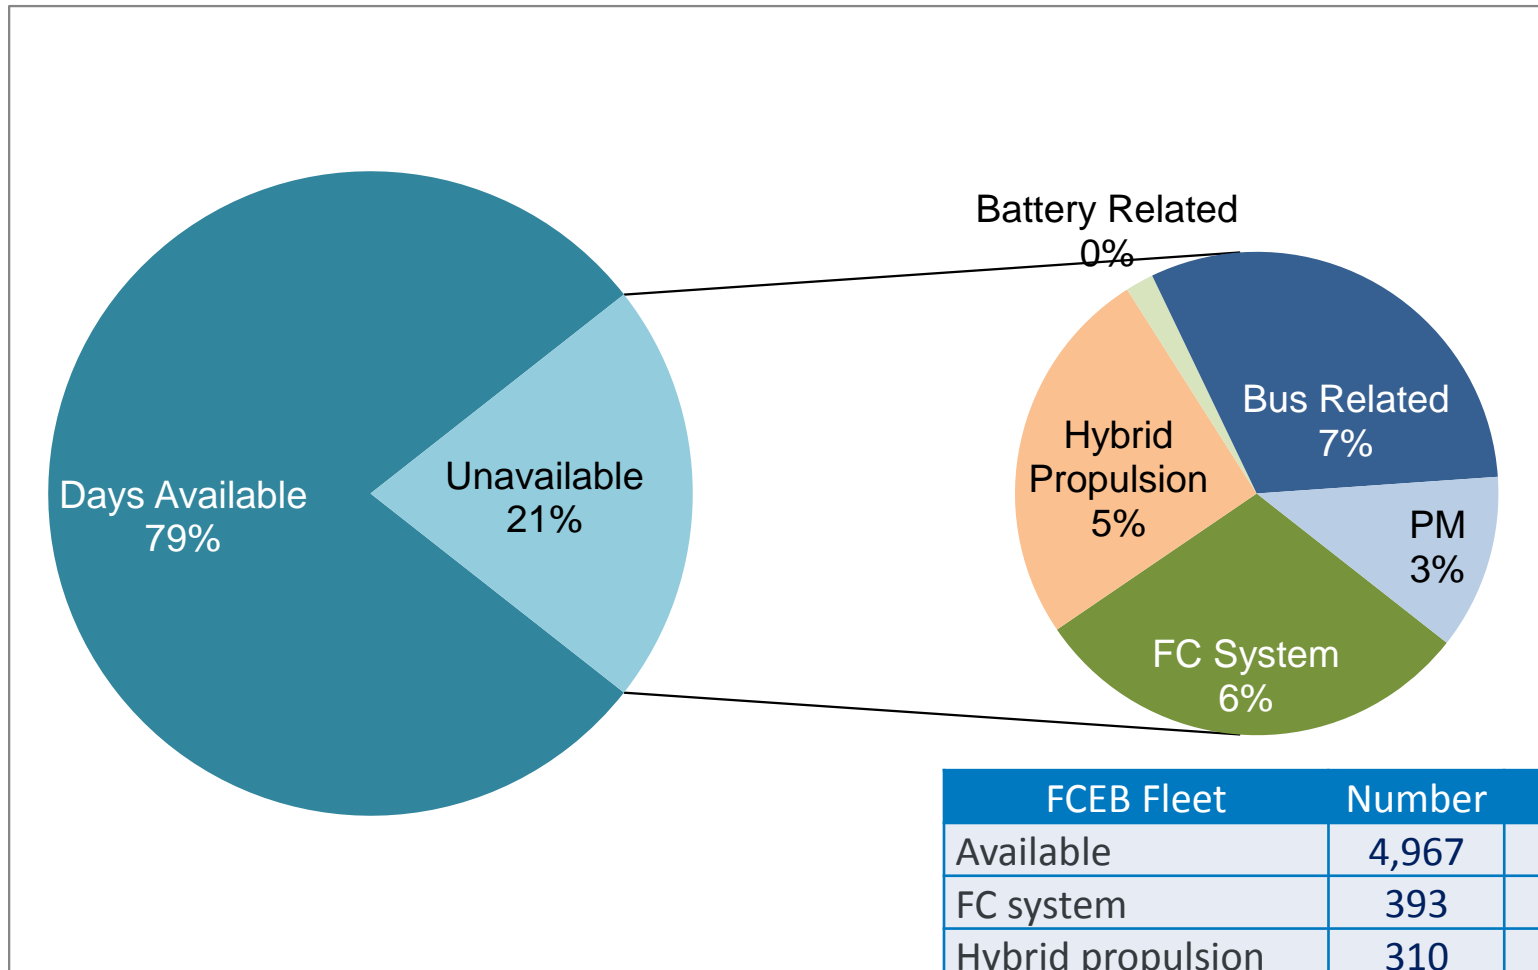 Battery Related
0%
Bus Related
7%
Hybrid
Propulsion
5%
PM
3%
FC System
6%
Days Available
79%
Unavailable
21%
FCEB Fleet Number
Available 4,967
FC system 393
Hybrid propulsion 310